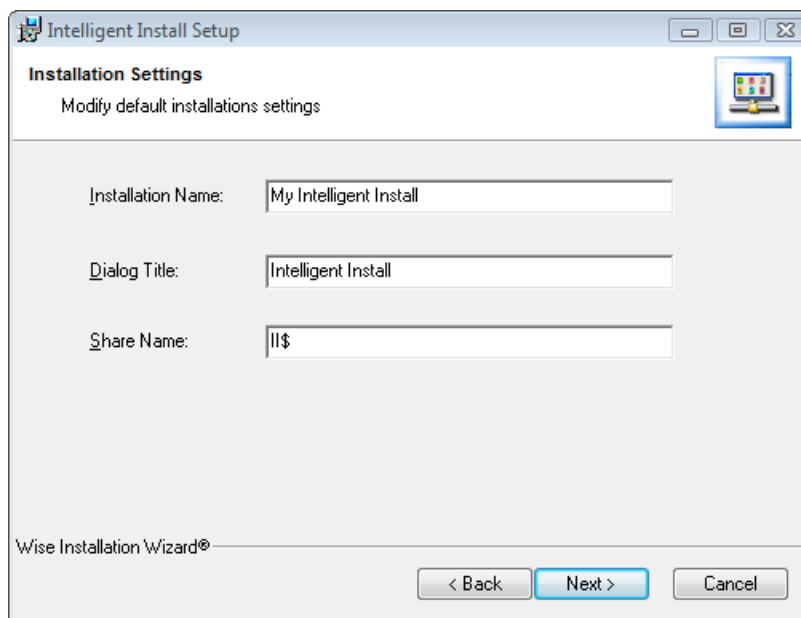 Intelligent Install Setup
Installation Settings
Modify default installations settings
Installation Name: My Intelligent Install
Dialog Title: Intelligent Install
Share Name: II$
Wise Installation Wizard®
< Back Next > Cancel